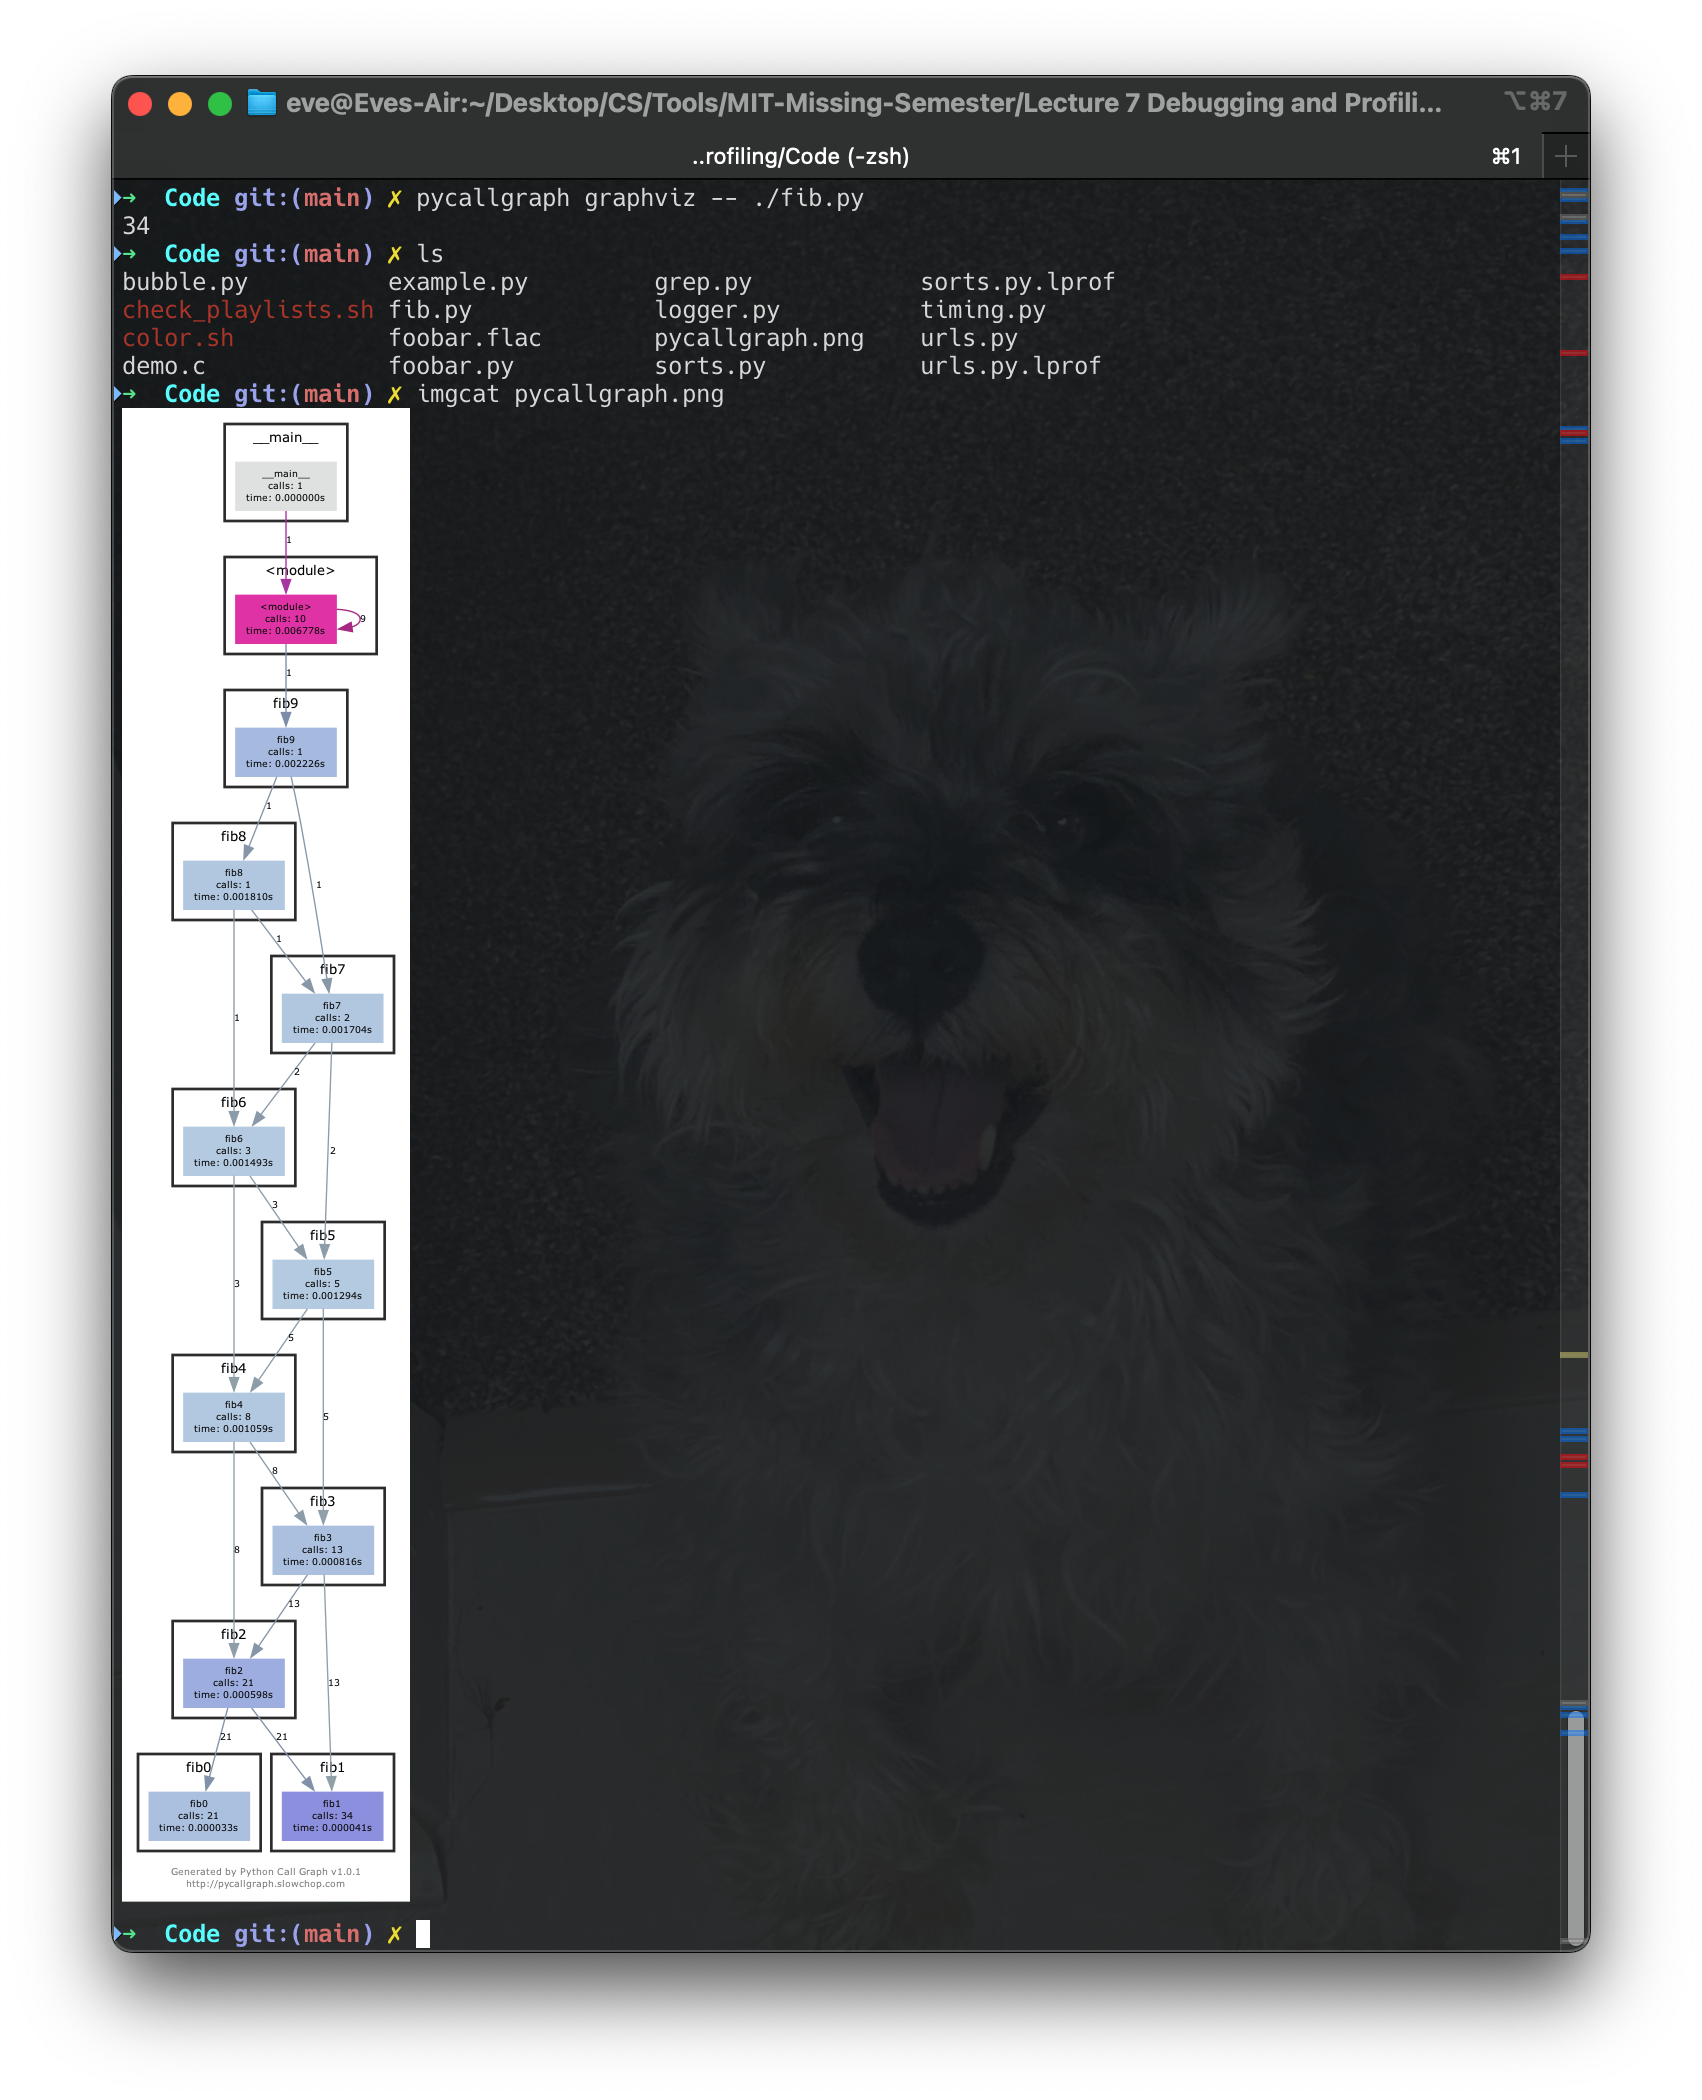 eve@Eves-Air:~/Desktop/CS/Tools/MIT-Missing-Semester/Lecture 7 Debugging and Profili... ⌥⌘7
..rofiling/Code (-zsh) ⌘1
➜ Code git:(main) ✗ pycallgraph graphviz -- ./fib.py
34
➜ Code git:(main) ✗ ls
bubble.py example.py grep.py sorts.py.lprof
check_playlists.sh fib.py logger.py timing.py
color.sh foobar.flac pycallgraph.png urls.py
demo.c foobar.py sorts.py urls.py.lprof
➜ Code git:(main) ✗ imgcat pycallgraph.png
__main__
__main__
calls: 1
time: 0.000000s
1
<module>
<module>
calls: 10
time: 0.006778s
9
1
fib9
fib9
calls: 1
time: 0.002226s
1
fib8
fib8
calls: 1
time: 0.001810s
1
1
fib7
fib7
calls: 2
time: 0.001704s
1
2
fib6
fib6
calls: 3
time: 0.001493s
2
3
fib5
fib5
calls: 5
time: 0.001294s
3
5
fib4
fib4
calls: 8
time: 0.001059s
5
8
fib3
fib3
calls: 13
time: 0.000816s
8
13
fib2
fib2
calls: 21
time: 0.000598s
13
21 21
fib0 fib1
fib0 fib1
calls: 21 calls: 34
time: 0.000033s time: 0.000041s
Generated by Python Call Graph v1.0.1
http://pycallgraph.slowchop.com
➜ Code git:(main) ✗